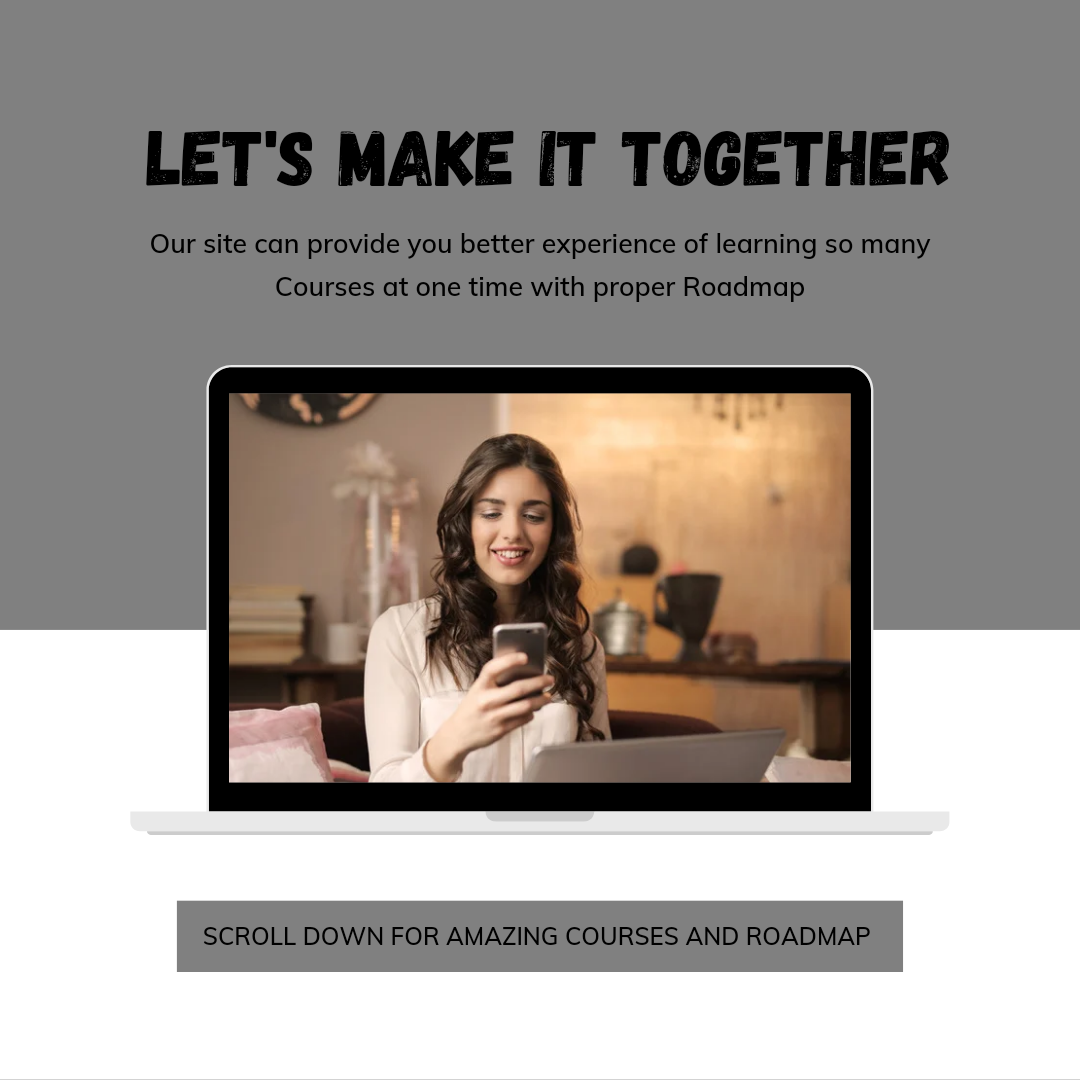 LET'S MAKE IT TOGETHER
Our site can provide you better experience of learning so many
Courses at one time with proper Roadmap
SCROLL DOWN FOR AMAZING COURSES AND ROADMAP